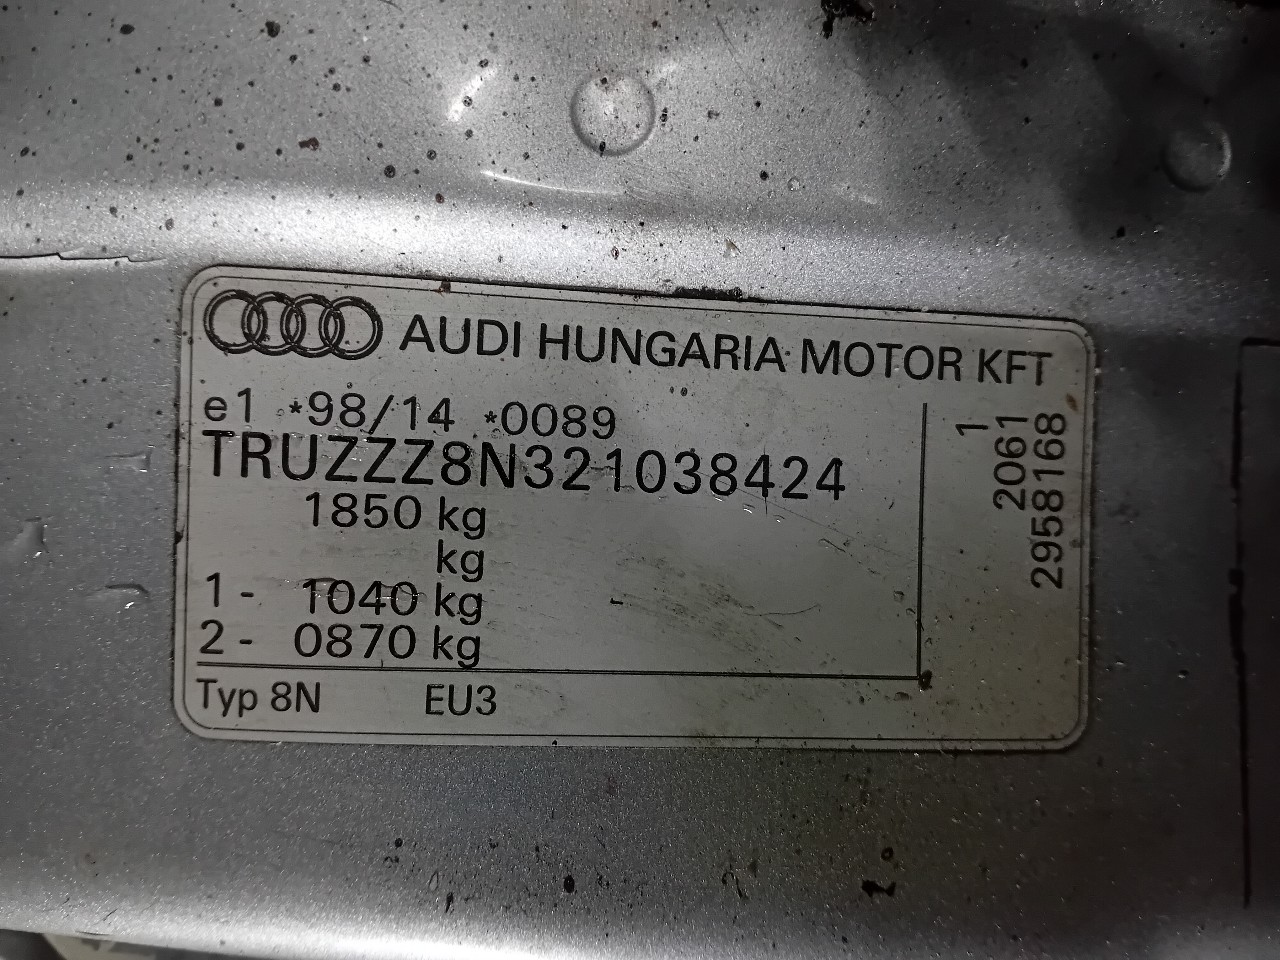 AUDI HUNGARIA MOTOR KFT
e1 *98/14 *0089
TRUZZZ8N321038424
1850 kg
kg
1- 1040 kg
2- 0870 kg
Typ 8N EU3
1
2061
2958168